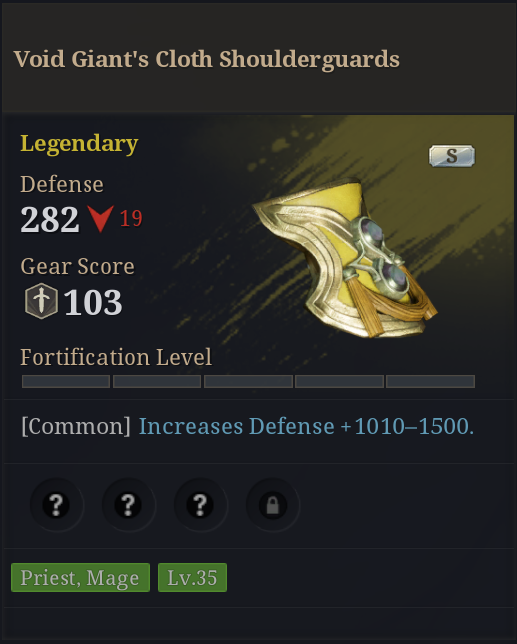 Void Giant's Cloth Shoulderguards
Legendary
S
Defense
282 19
Gear Score
103
Fortification Level
[Common] Increases Defense +1010–1500.
? ? ?
Priest, Mage Lv.35